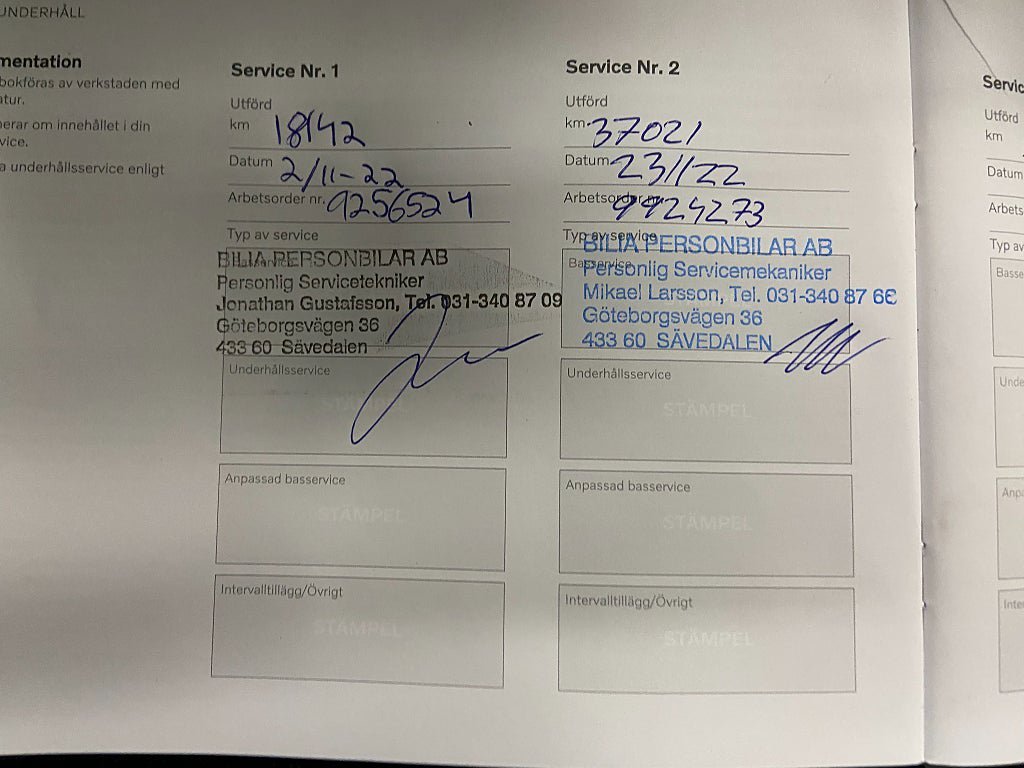 UNDERHÅLL
mentation
bokföras av verkstaden med
atur.
nerar om innehållet i din
vice.
a underhållsservice enligt
Service Nr. 1
Utförd
km 18142
Datum 2/11-22
Arbetsorder nr. 9256524
Typ av service
BILIA PERSONBILAR AB
Personlig Servicetekniker
Jonathan Gustafsson, Tel. 031-340 87 09
Göteborgsvägen 36
433 60 Sävedalen
Underhållsservice
STÄMPEL
Anpassad basservice
STÄMPEL
Intervalltillägg/Övrigt
STÄMPEL
Service Nr. 2
Utförd
km 37021
Datum
Arbetsorder nr. 9924273
Typ av service
Basservice
BILIA PERSONBILAR AB
Personlig Servicemekaniker
Mikael Larsson, Tel. 031-340 87 66
Göteborgsvägen 36
433 60 SÄVEDALEN
Underhållsservice
STÄMPEL
Anpassad basservice
STÄMPEL
Intervalltillägg/Övrigt
STÄMPEL
Servic
Utförd
km
Datum
Arbets
Typ av
Basse
Unde
Anpa
Inte